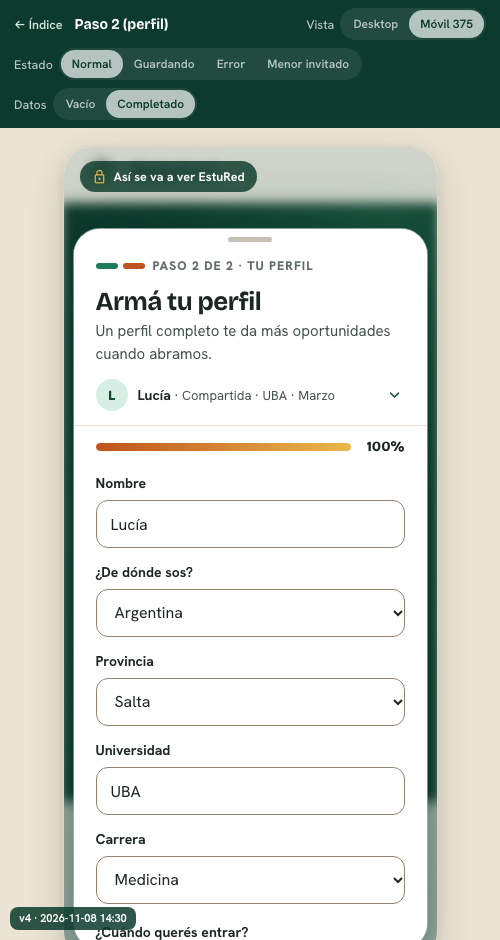 ← Índice Paso 2 (perfil) Vista Desktop Móvil 375
Estado Normal Guardando Error Menor invitado
Datos Vacío Completado
Así se va a ver EstuRed
PASO 2 DE 2 · TU PERFIL
Armá tu perfil
Un perfil completo te da más oportunidades
cuando abramos.
L Lucía · Compartida · UBA · Marzo
100%
Nombre
Lucía
¿De dónde sos?
Argentina
Provincia
Salta
Universidad
UBA
Carrera
Medicina
v4 · 2026-11-08 14:30
¿Cuándo querés entrar?